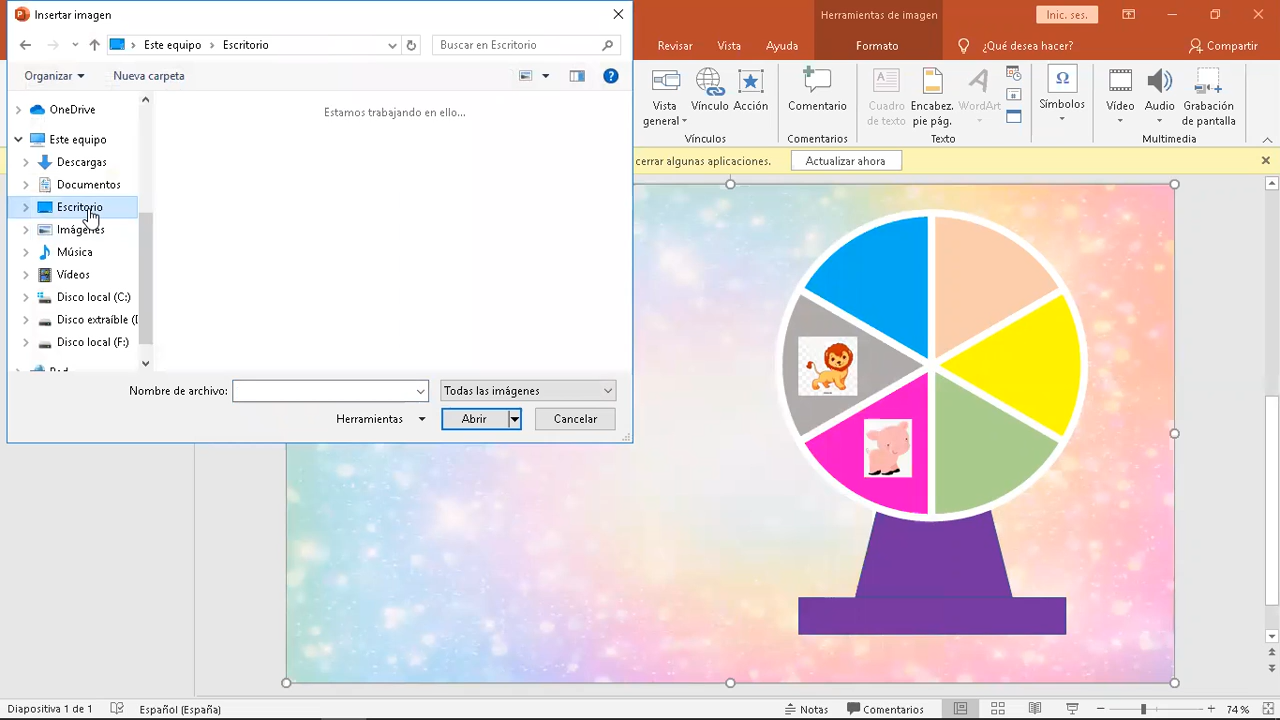 Insertar imagen
Este equipo
Escritorio
Buscar en Escritorio
Organizar
Nueva carpeta
OneDrive
Este equipo
Descargas
Documentos
Escritorio
Imágenes
Música
Vídeos
Disco local (C:)
Disco extraíble (
Disco local (F:)
Estamos trabajando en ello...
Nombre de archivo:
Todas las imágenes
Herramientas
Abrir
Cancelar
Herramientas de imagen
Inic. ses.
Revisar
Vista
Ayuda
Formato
¿Qué desea hacer?
Compartir
Vista general
Vínculo
Acción
Vínculos
Comentario
Comentarios
Cuadro de texto
Encabez. pie pág.
WordArt
Texto
Símbolos
Vídeo
Audio
Grabación de pantalla
Multimedia
cerrar algunas aplicaciones.
Actualizar ahora
Diapositiva 1 de 1
Español (España)
Notas
Comentarios
74 %